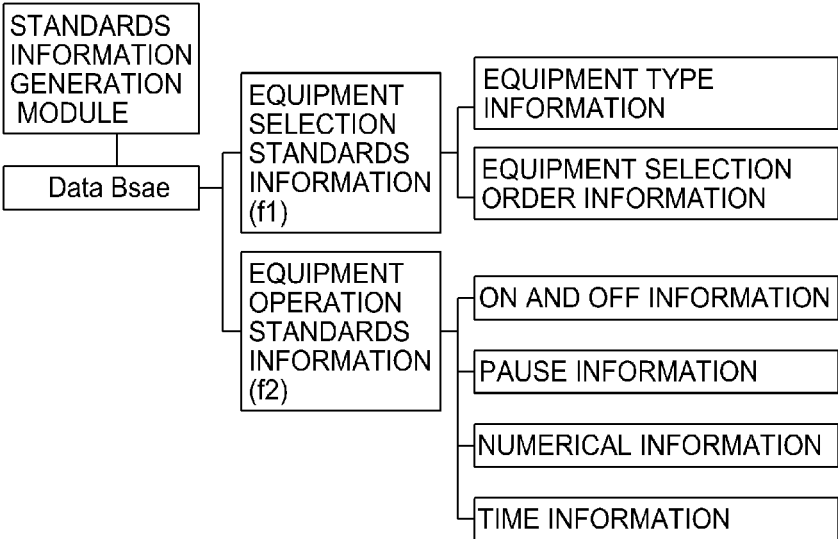 STANDARDS
INFORMATION
GENERATION
MODULE
Data Bsae
EQUIPMENT
SELECTION
STANDARDS
INFORMATION
(f1)
EQUIPMENT TYPE
INFORMATION
EQUIPMENT SELECTION
ORDER INFORMATION
EQUIPMENT
OPERATION
STANDARDS
INFORMATION
(f2)
ON AND OFF INFORMATION
PAUSE INFORMATION
NUMERICAL INFORMATION
TIME INFORMATION